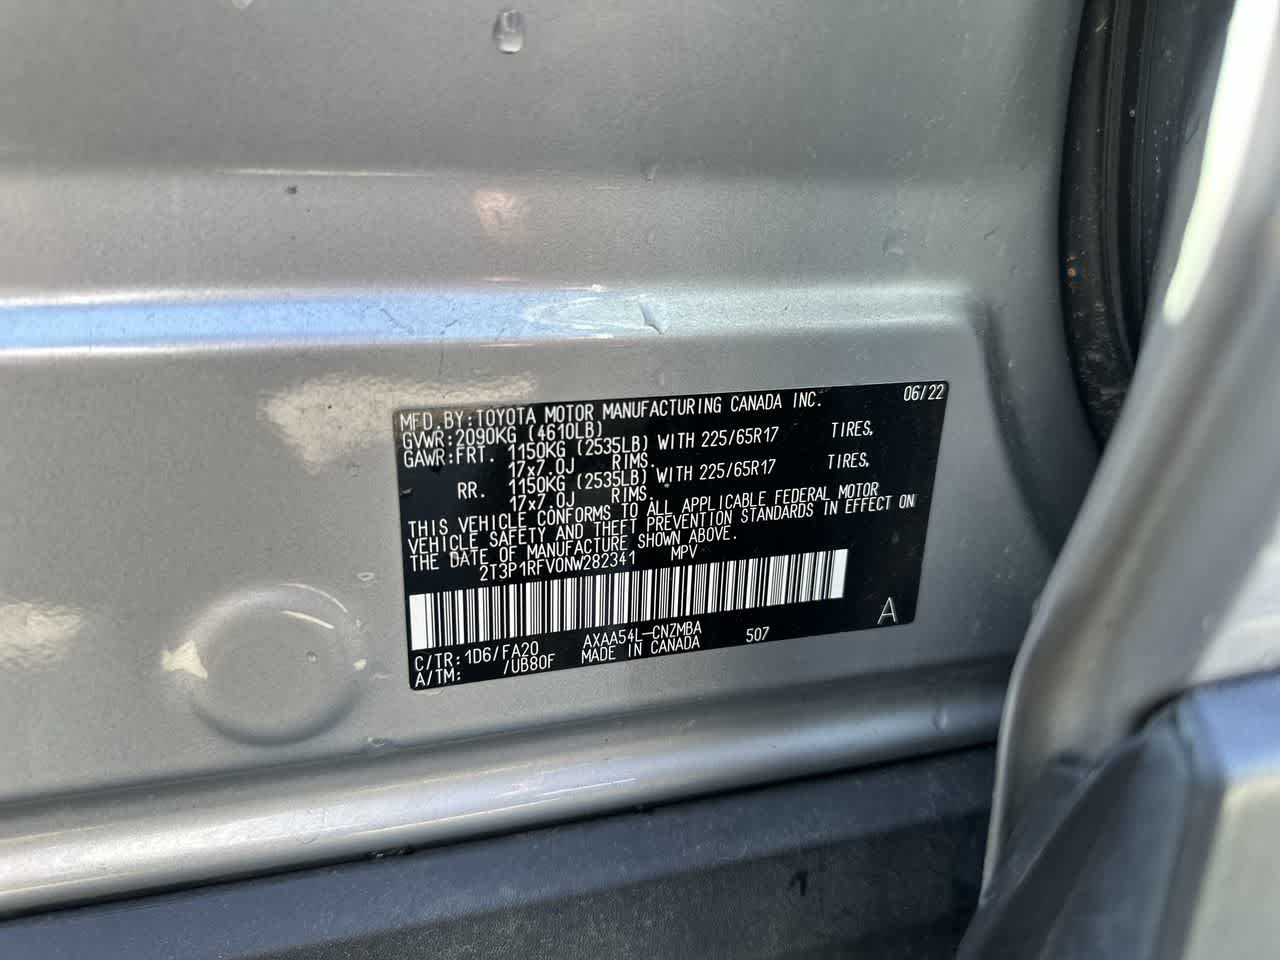 06/22
MFD.BY:TOYOTA MOTOR MANUFACTURING CANADA INC.
GVWR:2090KG (4610LB)
GAWR:FRT. 1150KG (2535LB) WITH 225/65R17 TIRES,
17x7.0J RIMS.
RR. 1150KG (2535LB) WITH 225/65R17 TIRES,
17x7.0J RIMS.
THIS VEHICLE CONFORMS TO ALL APPLICABLE FEDERAL MOTOR
VEHICLE SAFETY AND THEFT PREVENTION STANDARDS IN EFFECT ON
THE DATE OF MANUFACTURE SHOWN ABOVE.
2T3P1RFV0NW282341 MPV
C/TR:1D6/FA20 AXAA54L-CNZMBA 507 A
A/TM: /UB80F MADE IN CANADA